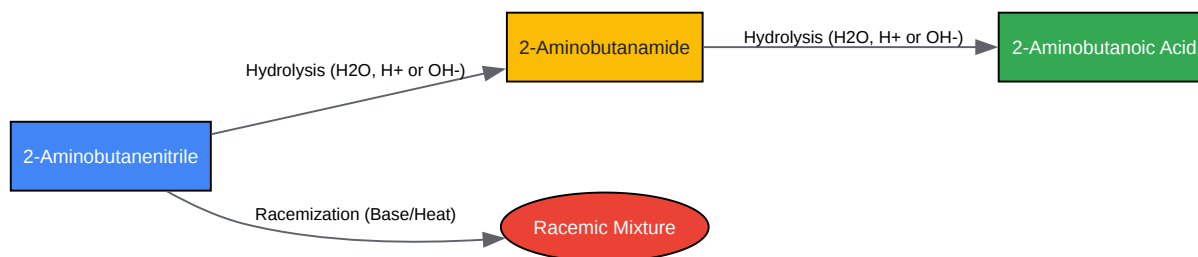 2-Aminobutanenitrile
Hydrolysis (H2O, H+ or OH-)
2-Aminobutanamide
Hydrolysis (H2O, H+ or OH-)
2-Aminobutanoic Acid
Racemization (Base/Heat)
Racemic Mixture